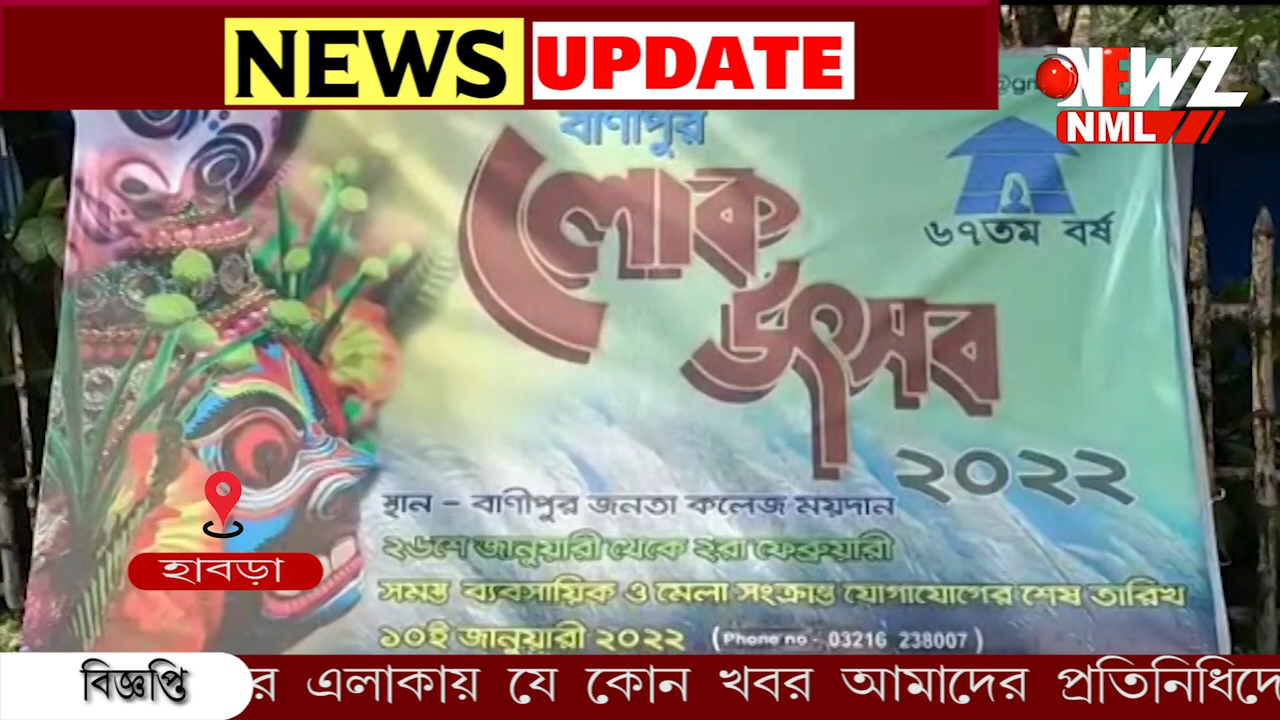 NEWS UPDATE
NEWZ
NML
বাণীপুর
লোক
উৎসব
২০২২
৬৭তম বর্ষ
স্থান - বাণীপুর জনতা কলেজ ময়দান
২৬শে জানুয়ারী থেকে ২রা ফেব্রুয়ারী
সমস্ত ব্যবসায়িক ও মেলা সংক্রান্ত যোগাযোগের শেষ তারিখ
১০ই জানুয়ারী ২০২২ (Phone no - 03216 238007)
হাবড়া
বিজ্ঞপ্তি
র এলাকায় যে কোন খবর আমাদের প্রতিনিধিদে